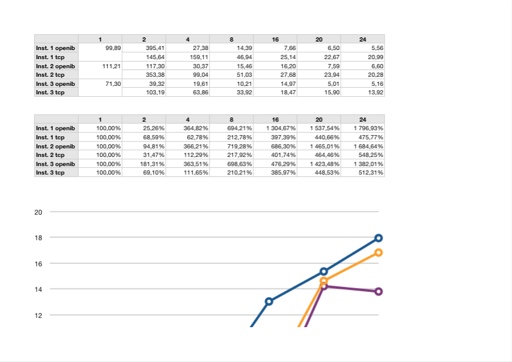 1 2 4 8 16 20 24
Inst. 1 openib 99,89 395,41 27,38 14,39 7,66 6,50 5,56
Inst. 1 tcp 145,64 159,11 46,94 25,14 22,67 20,99
Inst. 2 openib 111,21 117,30 30,37 15,46 16,20 7,59 6,60
Inst. 2 tcp 353,38 99,04 51,03 27,68 23,94 20,28
Inst. 3 openib 71,30 39,32 19,61 10,21 14,97 5,01 5,16
Inst. 3 tcp 103,19 63,86 33,92 18,47 15,90 13,92
1 2 4 8 16 20 24
Inst. 1 openib 100,00% 25,26% 364,82% 694,21% 1 304,67% 1 537,54% 1 796,93%
Inst. 1 tcp 100,00% 68,59% 62,78% 212,78% 397,39% 440,66% 475,77%
Inst. 2 openib 100,00% 94,81% 366,21% 719,28% 686,30% 1 465,01% 1 684,64%
Inst. 2 tcp 100,00% 31,47% 112,29% 217,92% 401,74% 464,46% 548,25%
Inst. 3 openib 100,00% 181,31% 363,51% 698,63% 476,29% 1 423,48% 1 382,01%
Inst. 3 tcp 100,00% 69,10% 111,65% 210,21% 385,97% 448,53% 512,31%
20
18
16
14
12